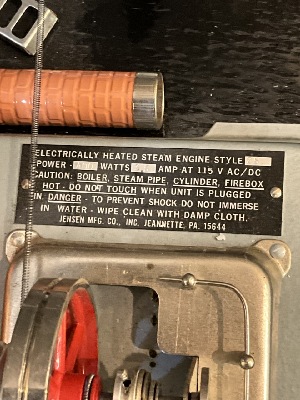 ELECTRICALLY HEATED STEAM ENGINE STYLE
POWER - WATTS AMP AT 115 V AC/DC
CAUTION: BOILER, STEAM PIPE, CYLINDER, FIREBOX
HOT - DO NOT TOUCH WHEN UNIT IS PLUGGED
IN. DANGER - TO PREVENT SHOCK DO NOT IMMERSE
IN WATER - WIPE CLEAN WITH DAMP CLOTH.
JENSEN MFG. CO., INC. JEANNETTE, PA. 15644